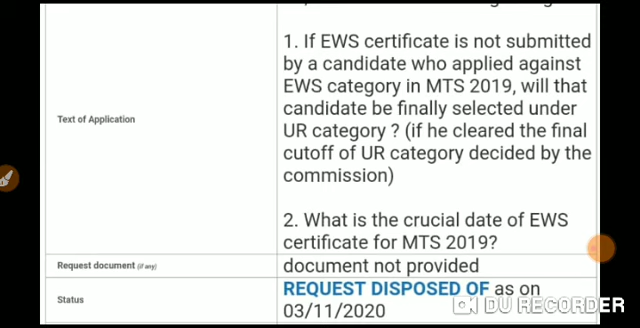 1. If EWS certificate is not submitted
by a candidate who applied against
EWS category in MTS 2019, will that
candidate be finally selected under
Text of Application
UR category ? (if he cleared the final
cutoff of UR category decided by the
commission)
2. What is the crucial date of EWS
certificate for MTS 2019?
Request document (if any)
document not provided
Status
REQUEST DISPOSED OF as on
03/11/2020
DU RECORDER